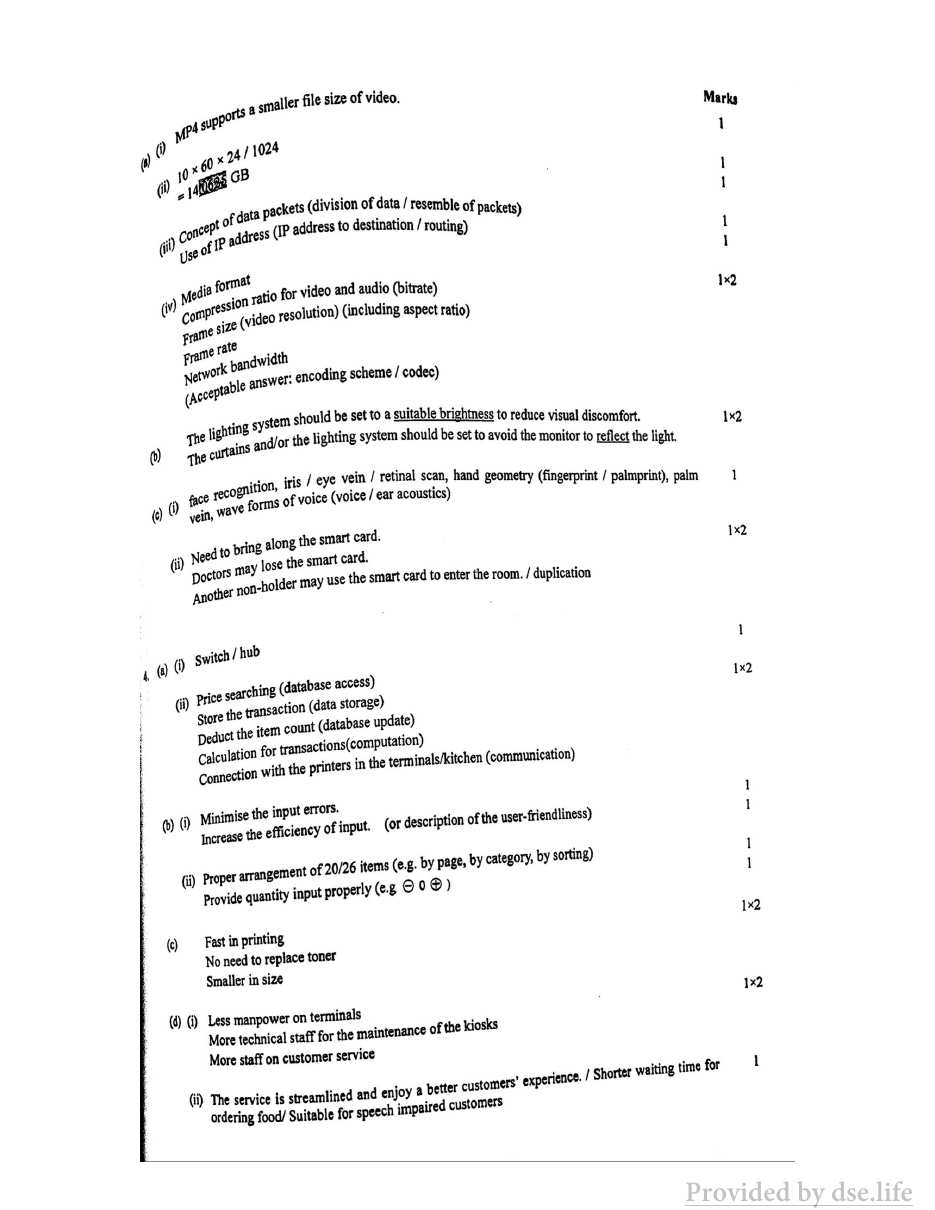 Marks
(a) (i) MP4 supports a smaller file size of video. 1
(ii) 10 × 60 × 24 / 1024 1
= 14 GB 1
(iii) Concept of data packets (division of data / resemble of packets) 1
Use of IP address (IP address to destination / routing) 1
(iv) Media format 1×2
Compression ratio for video and audio (bitrate)
Frame size (video resolution) (including aspect ratio)
Frame rate
Network bandwidth
(Acceptable answer: encoding scheme / codec)
(b) The lighting system should be set to a suitable brightness to reduce visual discomfort. 1×2
The curtains and/or the lighting system should be set to avoid the monitor to reflect the light.
(c) (i) face recognition, iris / eye vein / retinal scan, hand geometry (fingerprint / palmprint), palm 1
vein, wave forms of voice (voice / ear acoustics)
(ii) Need to bring along the smart card. 1×2
Doctors may lose the smart card.
Another non-holder may use the smart card to enter the room. / duplication
4. (a) (i) Switch / hub 1
(ii) Price searching (database access) 1×2
Store the transaction (data storage)
Deduct the item count (database update)
Calculation for transactions(computation)
Connection with the printers in the terminals/kitchen (communication)
(b) (i) Minimise the input errors. 1
Increase the efficiency of input. (or description of the user-friendliness) 1
(ii) Proper arrangement of 20/26 items (e.g. by page, by category, by sorting) 1
Provide quantity input properly (e.g ⊖ 0 ⊕ ) 1
(c) Fast in printing 1×2
No need to replace toner
Smaller in size
(d) (i) Less manpower on terminals 1×2
More technical staff for the maintenance of the kiosks
More staff on customer service
(ii) The service is streamlined and enjoy a better customers' experience. / Shorter waiting time for 1
ordering food/ Suitable for speech impaired customers
Provided by dse.life